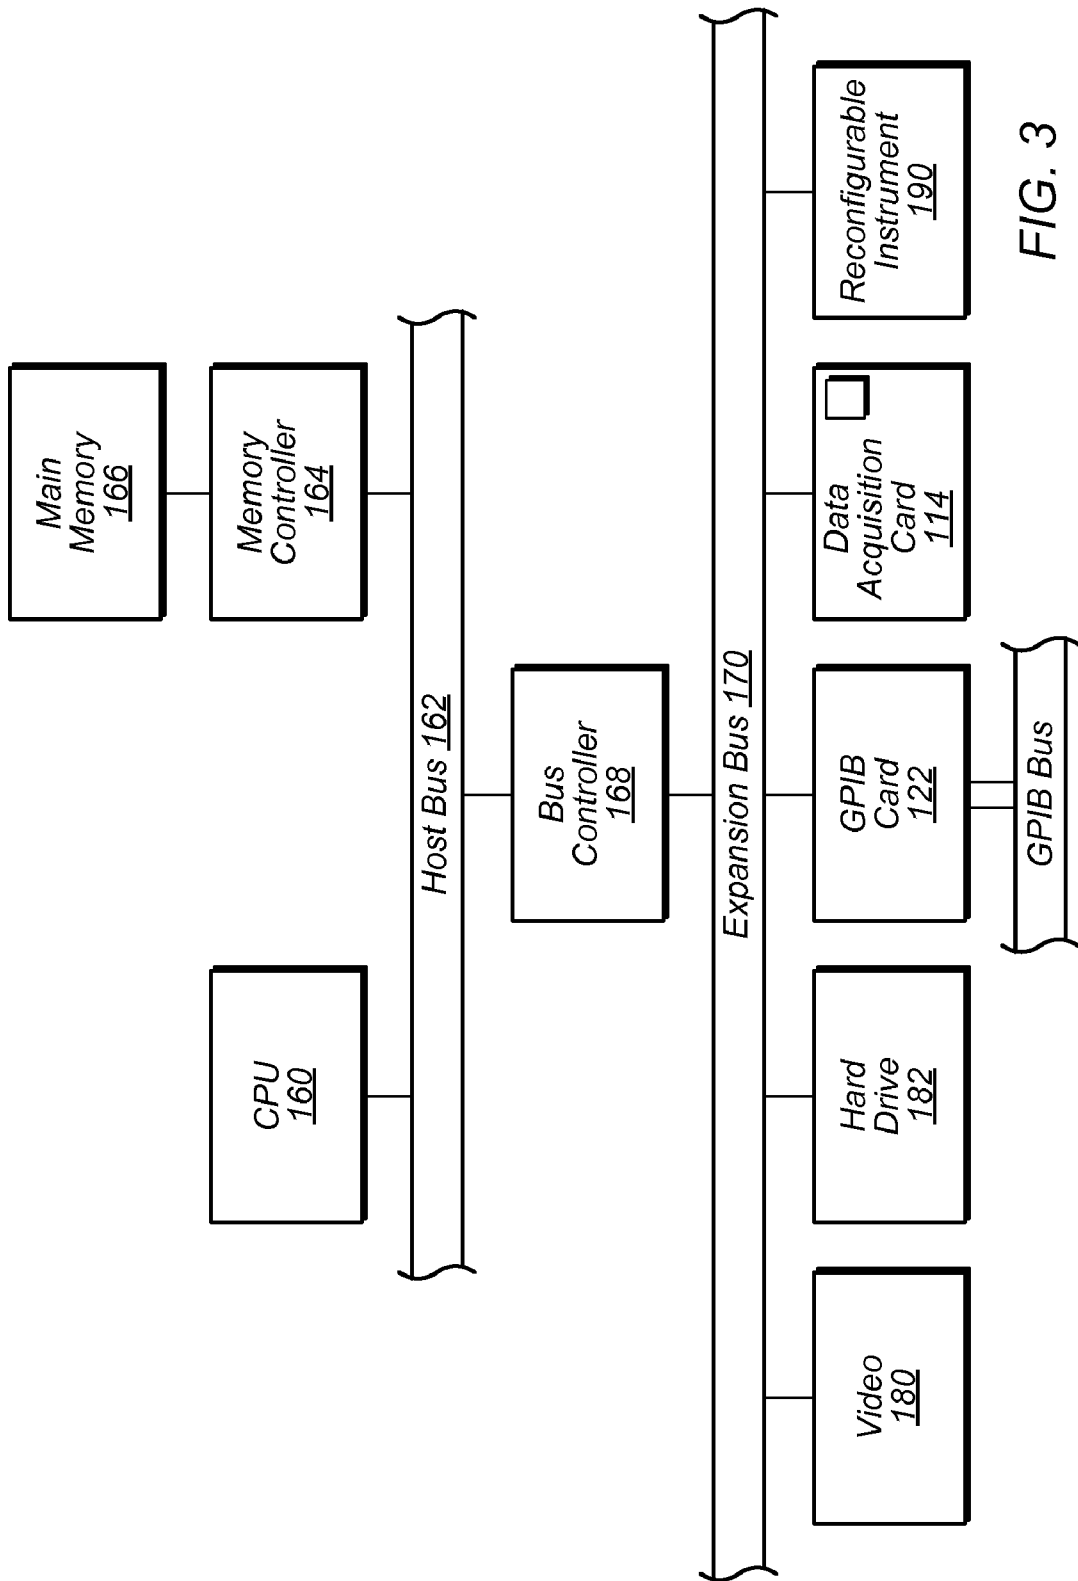 Main
Memory
166
CPU
160
Memory
Controller
164
Host Bus 162
Bus
Controller
168
Expansion Bus 170
Video
180
Hard
Drive
182
GPIB
Card
122
Data
Acquisition
Card
114
Reconfigurable
Instrument
190
GPIB Bus
FIG. 3